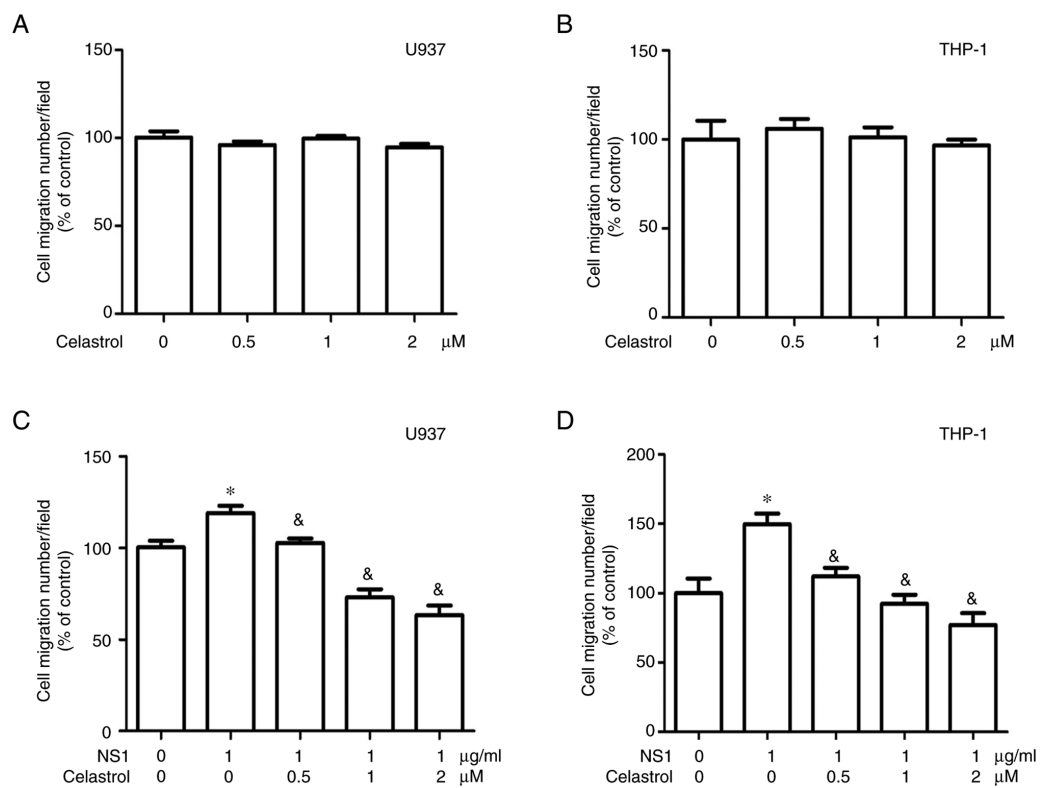 A
U937
Cell migration number/field
(% of control)
150
100
50
0
Celastrol 0 0.5 1 2 μM
B
THP-1
Cell migration number/field
(% of control)
150
100
50
0
Celastrol 0 0.5 1 2 μM
C
U937
Cell migration number/field
(% of control)
150
100
50
0
* & & &
NS1 0 1 1 1 1 μg/ml
Celastrol 0 0 0.5 1 2 μM
D
THP-1
Cell migration number/field
(% of control)
200
150
100
50
0
* & & &
NS1 0 1 1 1 1 μg/ml
Celastrol 0 0 0.5 1 2 μM